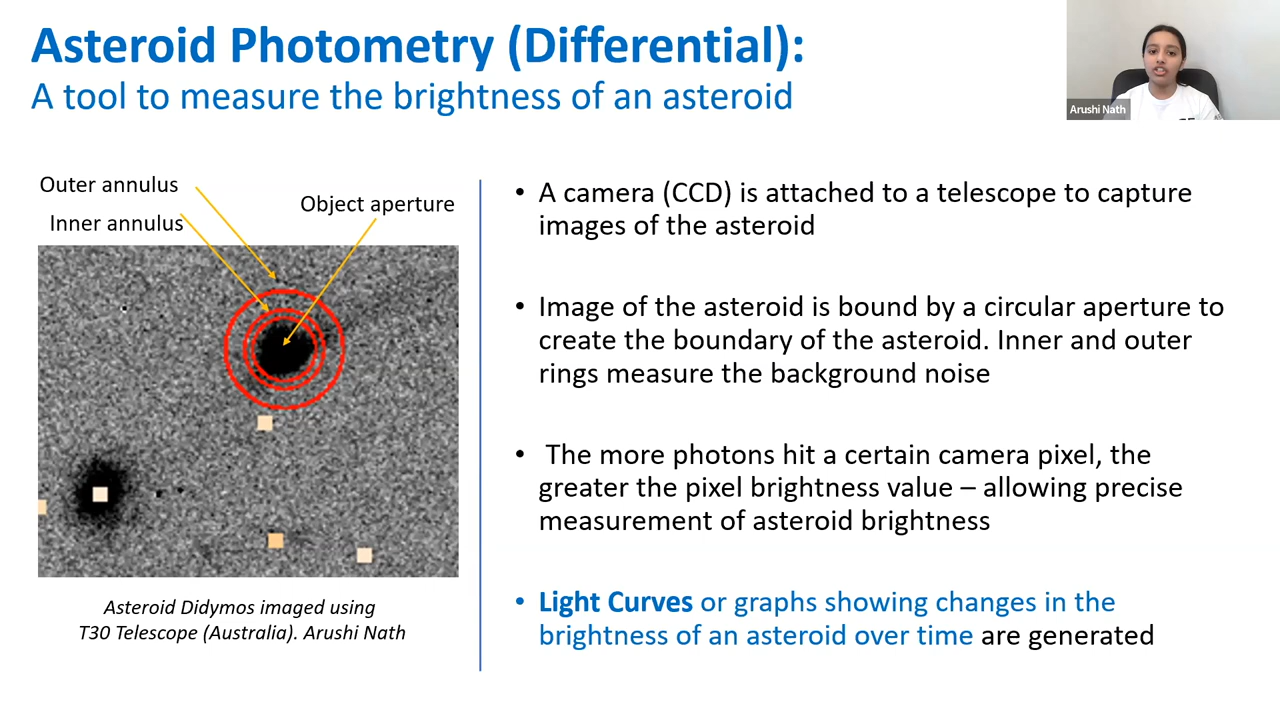 Asteroid Photometry (Differential):
A tool to measure the brightness of an asteroid
Arushi Nath
Outer annulus
Inner annulus
Object aperture
Asteroid Didymos imaged using
T30 Telescope (Australia). Arushi Nath
• A camera (CCD) is attached to a telescope to capture
images of the asteroid
• Image of the asteroid is bound by a circular aperture to
create the boundary of the asteroid. Inner and outer
rings measure the background noise
• The more photons hit a certain camera pixel, the
greater the pixel brightness value – allowing precise
measurement of asteroid brightness
• Light Curves or graphs showing changes in the
brightness of an asteroid over time are generated